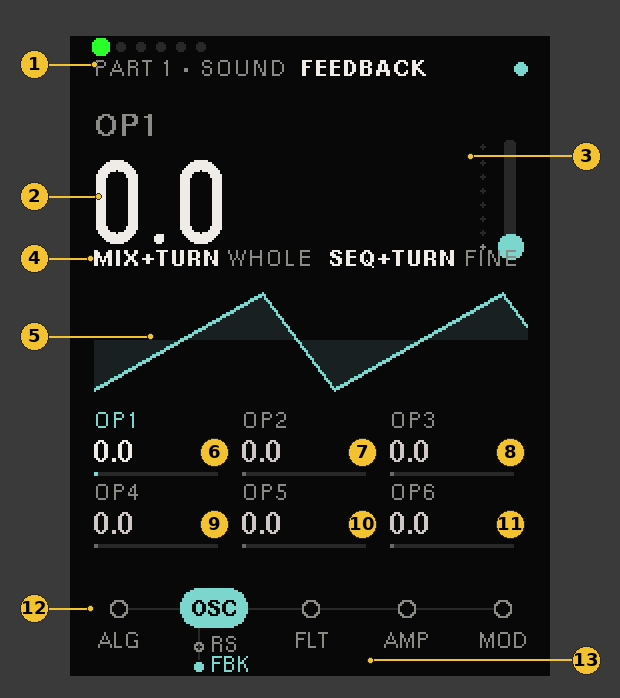 1 PART 1 · SOUND FEEDBACK
OP1
3
2 0.0
4 MIX+TURN WHOLE SEQ+TURN FINE
5
OP1 OP2 OP3
0.0 6 0.0 7 0.0 8
OP4 OP5 OP6
0.0 9 0.0 10 0.0 11
12 OSC
ALG RS FLT AMP MOD
FBK 13